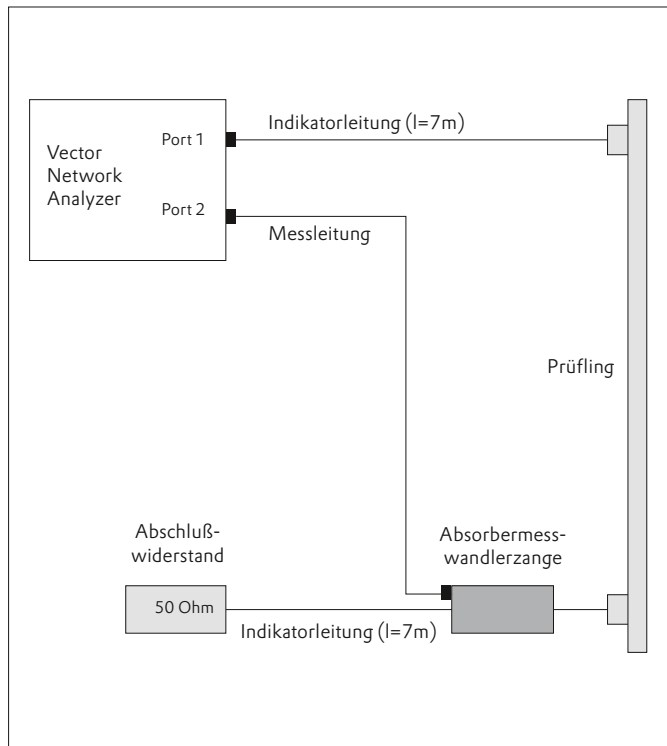 Vector
Network
Analyzer
Port 1
Port 2
Indikatorleitung (l=7m)
Messleitung
Prüfling
Abschluß-
widerstand
50 Ohm
Absorbermess-
wandlerzange
Indikatorleitung (l=7m)